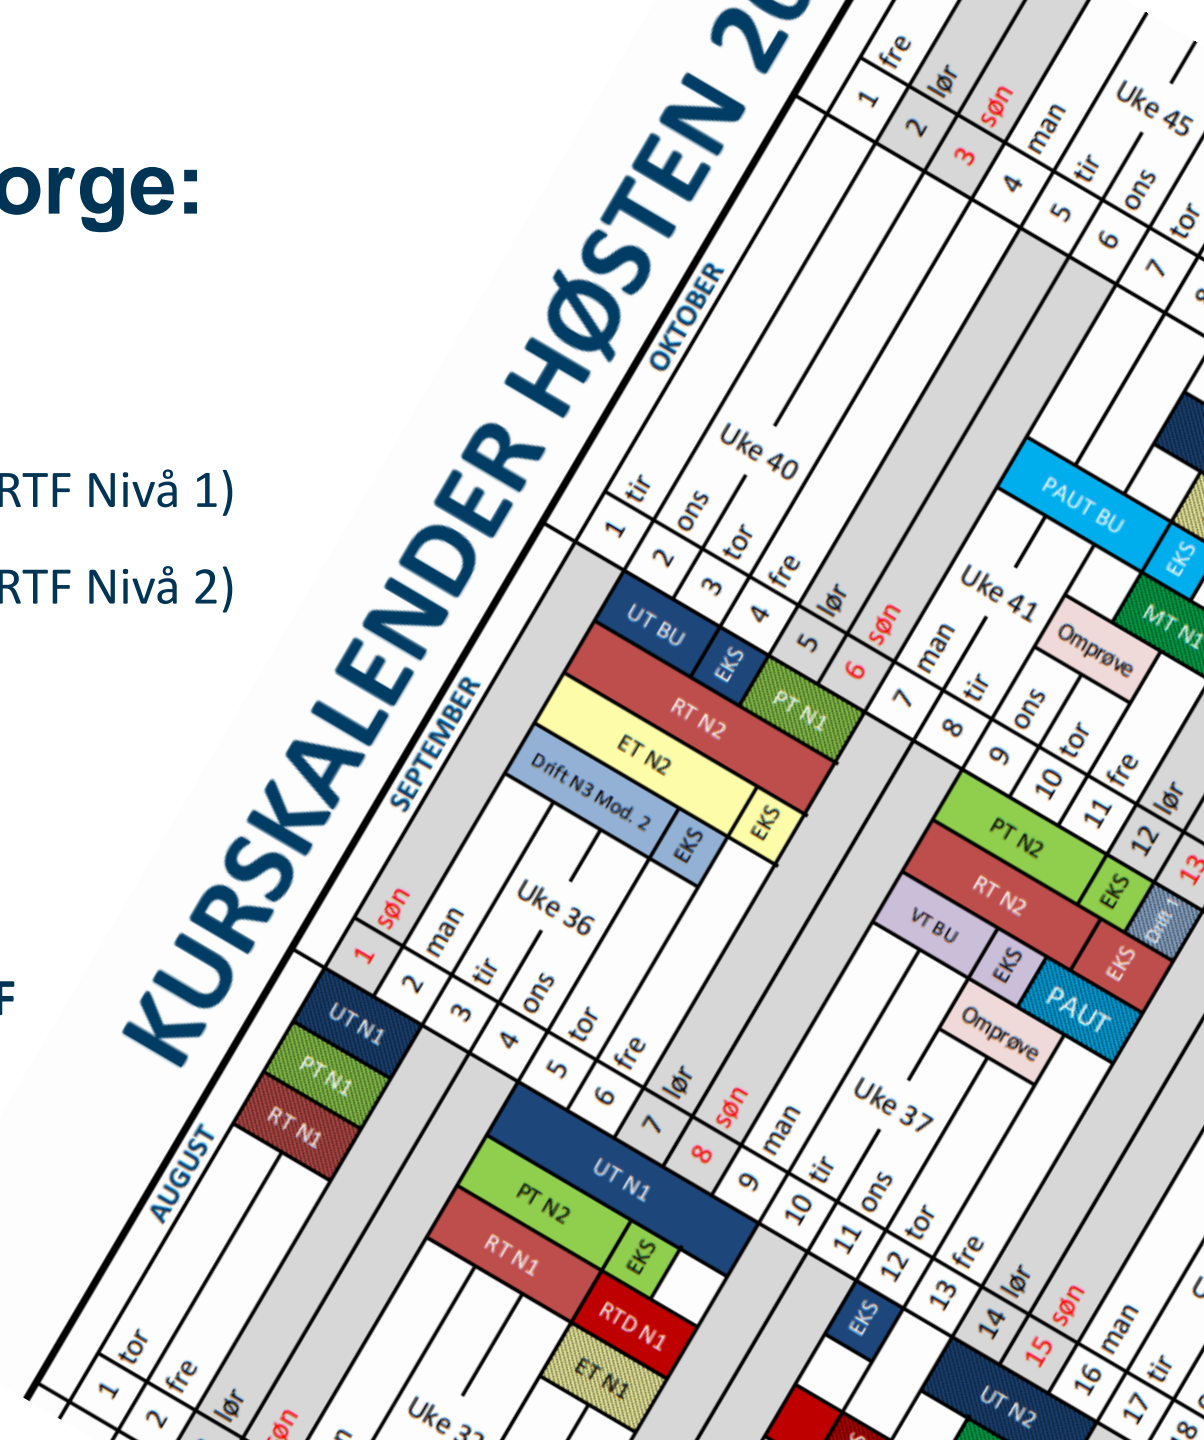 orge:
RTF Nivå 1)
RTF Nivå 2)
F
KURSKALENDER HØSTEN 20
AUGUST
1 tor
2 fre
lør
søn
Uke 32
UT N1
PT N1
RT N1
UT N1
PT N2
EKS
RT N1
RTD N1
ET N1
EKS
UT N2
SEPTEMBER
1 søn
2 man
3 tir
4 ons
5 tor
6 fre
7 lør
8 søn
9 man
10 tir
11 ons
12 tor
13 fre
14 lør
15 søn
16 man
17 tir
18
Uke 36
Uke 37
UT BU
EKS
PT N1
RT N2
ET N2
EKS
Drift N3 Mod. 2
EKS
PT N2
EKS
Drift 1
RT N2
EKS
VT BU
EKS
PAUT
Omprøve
OKTOBER
1 tir
2 ons
3 tor
4 fre
5 lør
6 søn
7 man
8 tir
9 ons
10 tor
11 fre
12 lør
13
Uke 40
Uke 41
PAUT BU
EKS
MT N1
Omprøve
1 fre
2 lør
3 søn
4 man
5 tir
6 ons
7 tor
8
Uke 45